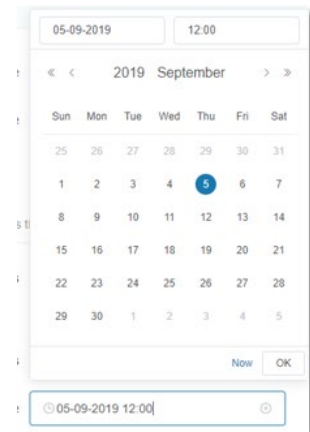 05-09-2019 12:00
« < 2019 September > »
Sun Mon Tue Wed Thu Fri Sat
25 26 27 28 29 30 31
1 2 3 4 5 6 7
8 9 10 11 12 13 14
15 16 17 18 19 20 21
22 23 24 25 26 27 28
29 30 1 2 3 4 5
Now OK
05-09-2019 12:00